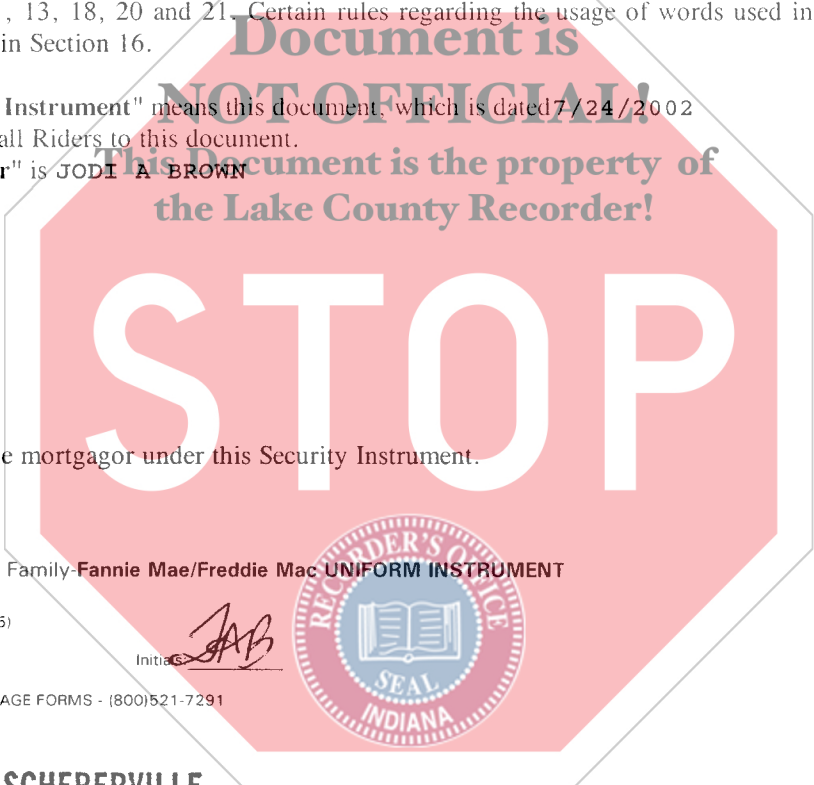 , 13, 18, 20 and 21. Certain rules regarding the usage of words used in
in Section 16.
Document is
NOT OFFICIAL!
Instrument" means this document, which is dated 7/24/2002
all Riders to this document.
This Document is the property of
r" is JODI A BROWN
the Lake County Recorder!
STOP
e mortgagor under this Security Instrument.
RECORDER'S OFFICE
Family-Fannie Mae/Freddie Mac UNIFORM INSTRUMENT
Initials: JAB
SEAL
INDIANA
AGE FORMS - (800)521-7291
SCHERERVILLE